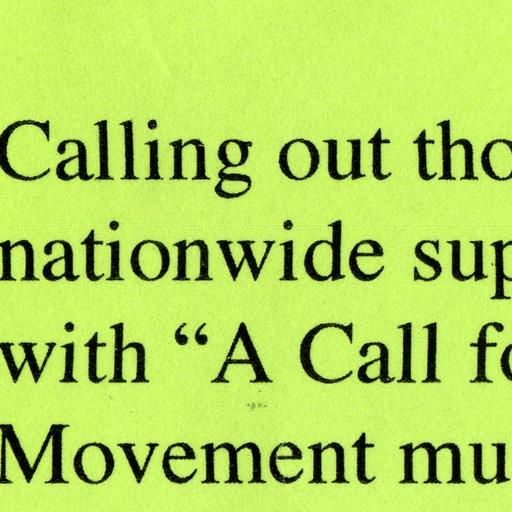 Calling out tho
nationwide sup
with “A Call fo
Movement mu